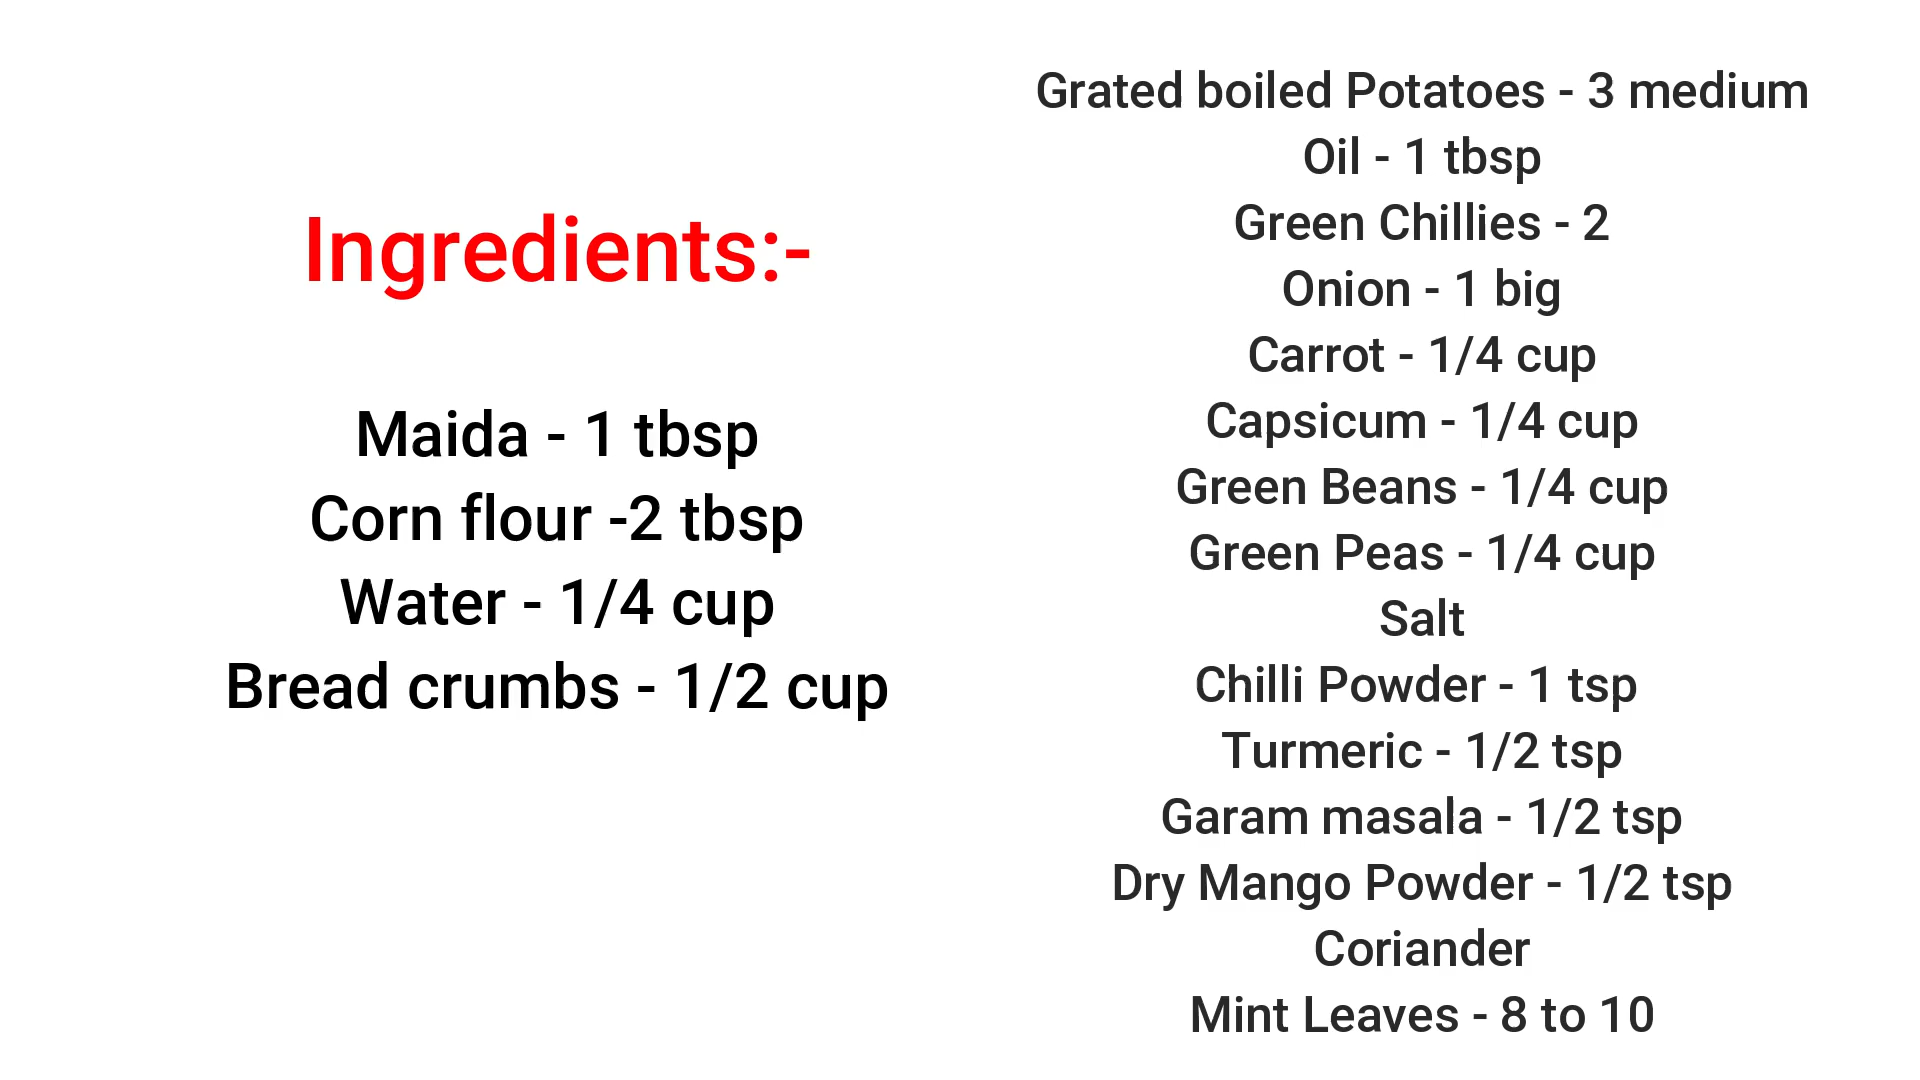 Ingredients:-
Maida - 1 tbsp
Corn flour -2 tbsp
Water - 1/4 cup
Bread crumbs - 1/2 cup
Grated boiled Potatoes - 3 medium
Oil - 1 tbsp
Green Chillies - 2
Onion - 1 big
Carrot - 1/4 cup
Capsicum - 1/4 cup
Green Beans - 1/4 cup
Green Peas - 1/4 cup
Salt
Chilli Powder - 1 tsp
Turmeric - 1/2 tsp
Garam masala - 1/2 tsp
Dry Mango Powder - 1/2 tsp
Coriander
Mint Leaves - 8 to 10